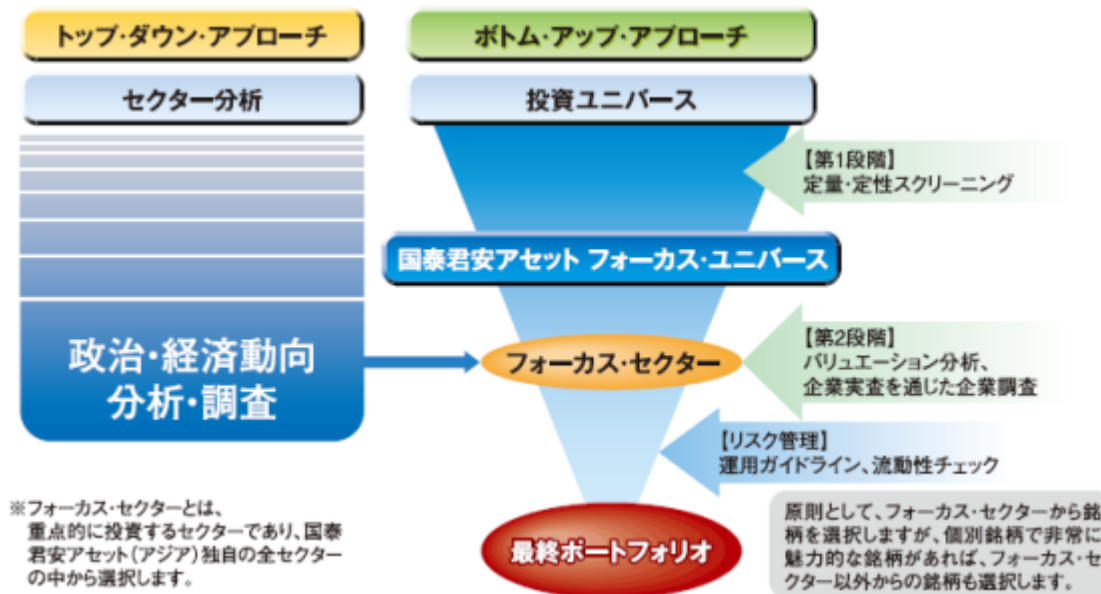 トップ・ダウン・アプローチ
ボトム・アップ・アプローチ
セクター分析
投資ユニバース
【第1段階】
定量・定性スクリーニング
国泰君安アセット フォーカス・ユニバース
政治・経済動向
分析・調査
フォーカス・セクター
【第2段階】
バリュエーション分析、
企業実査を通じた企業調査
【リスク管理】
運用ガイドライン、流動性チェック
※フォーカス・セクターとは、
重点的に投資するセクターであり、国泰
君安アセット(アジア)独自の全セクター
の中から選択します。
最終ポートフォリオ
原則として、フォーカス・セクターから銘
柄を選択しますが、個別銘柄で非常に
魅力的な銘柄があれば、フォーカス・セ
クター以外からの銘柄も選択します。